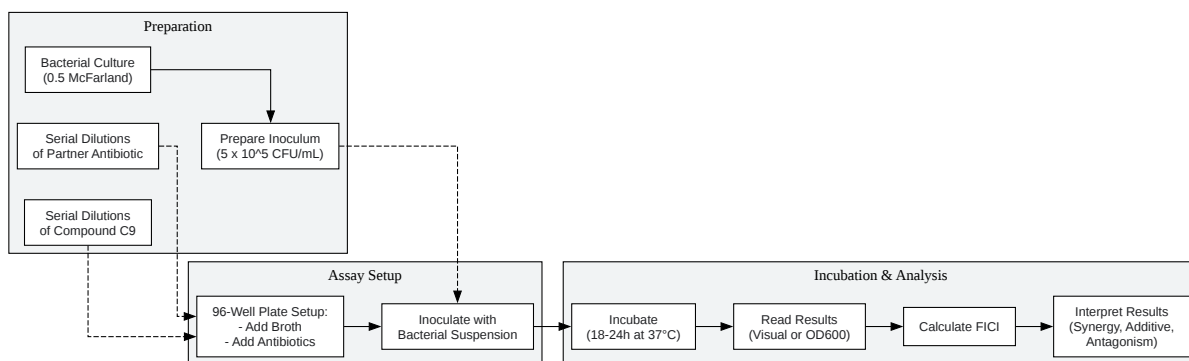 Preparation
Bacterial Culture
(0.5 McFarland)
Serial Dilutions
of Partner Antibiotic
Prepare Inoculum
(5 x 10^5 CFU/mL)
Serial Dilutions
of Compound C9
Assay Setup
96-Well Plate Setup:
- Add Broth
- Add Antibiotics
Inoculate with
Bacterial Suspension
Incubation & Analysis
Incubate
(18-24h at 37°C)
Read Results
(Visual or OD600)
Calculate FICI
Interpret Results
(Synergy, Additive,
Antagonism)